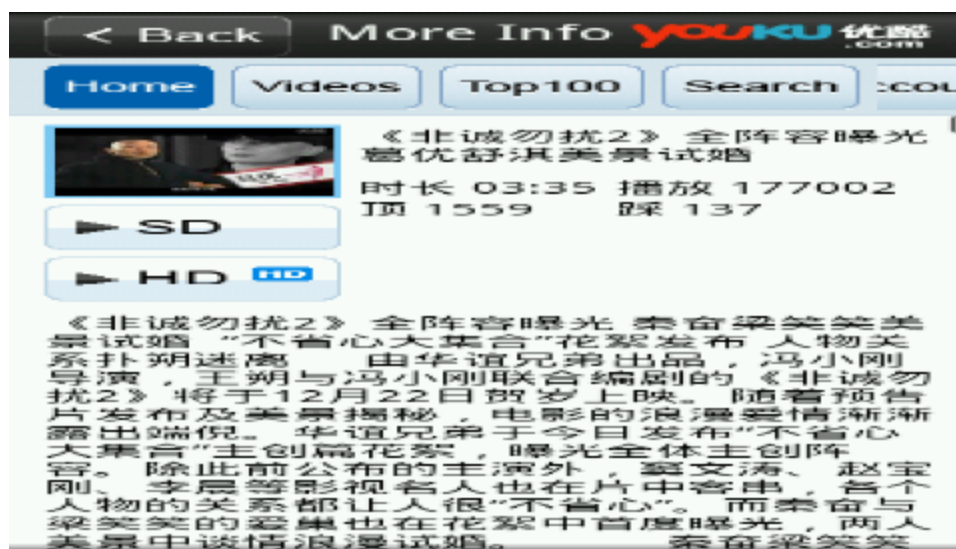 < Back More Info YOUKU 优酷 .com
Home Videos Top100 Search ccou
《非诚勿扰2》全阵容曝光
葛优舒淇美景试婚
时长 03:35 播放 177002
顶 1559 踩 137
SD
HD HD
《非诚勿扰2》全阵容曝光 秦奋梁笑笑美
景试婚 “不省心大集合”花絮发布 人物关
系扑朔迷离 由华谊兄弟出品，冯小刚
导演，王朔与冯小刚联合编剧的《非诚勿
扰2》将于12月22日贺岁上映。随着预告
片发布及美景揭秘，电影的浪漫爱情渐渐
露出端倪。华谊兄弟于今日发布“不省心
大集合”主创篇花絮，曝光全体主创阵
容。除此前公布的主演外，窦文涛、赵宝
刚、李晨等影视名人也在片中客串，各个
人物的关系都让人很“不省心”。而秦奋与
梁笑笑的爱巢也在花絮中首度曝光，两人
美景中谈情浪漫试婚。 秦奋梁笑笑